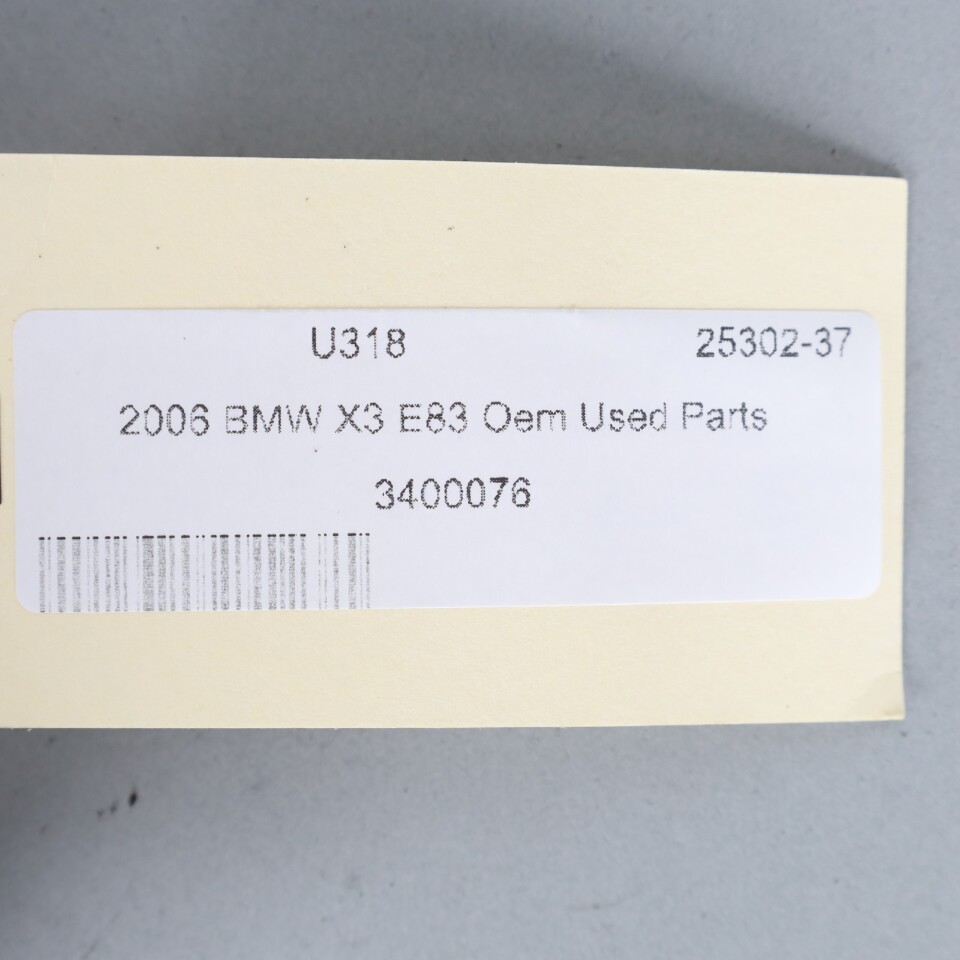 U318 25302-37
2006 BMW X3 E83 Oem Used Parts
3400076